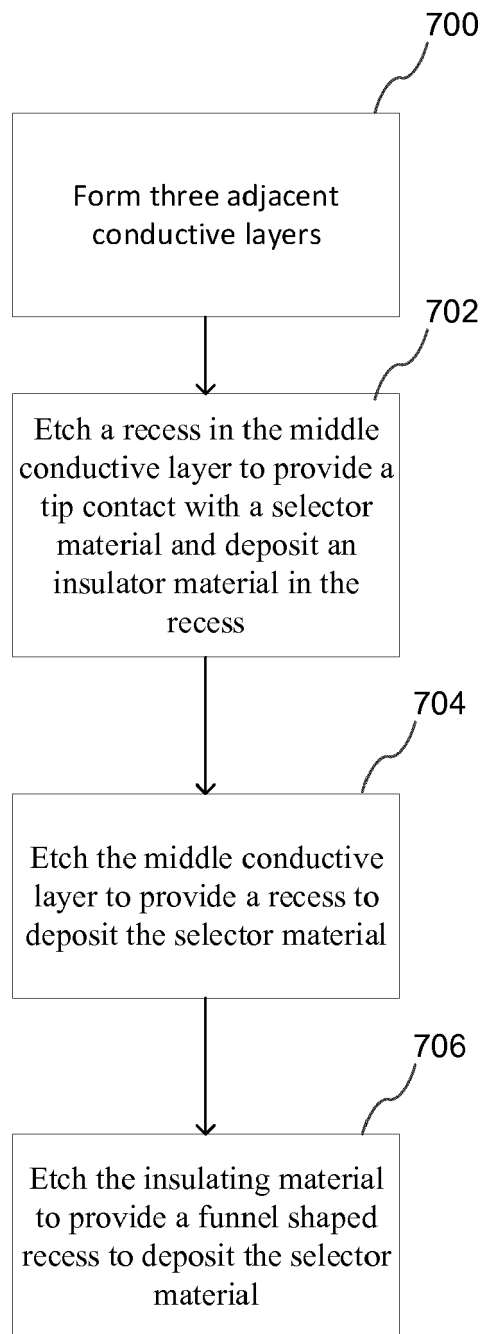 700
Form three adjacent
conductive layers
702
Etch a recess in the middle
conductive layer to provide a
tip contact with a selector
material and deposit an
insulator material in the
recess
704
Etch the middle conductive
layer to provide a recess to
deposit the selector material
706
Etch the insulating material
to provide a funnel shaped
recess to deposit the selector
material